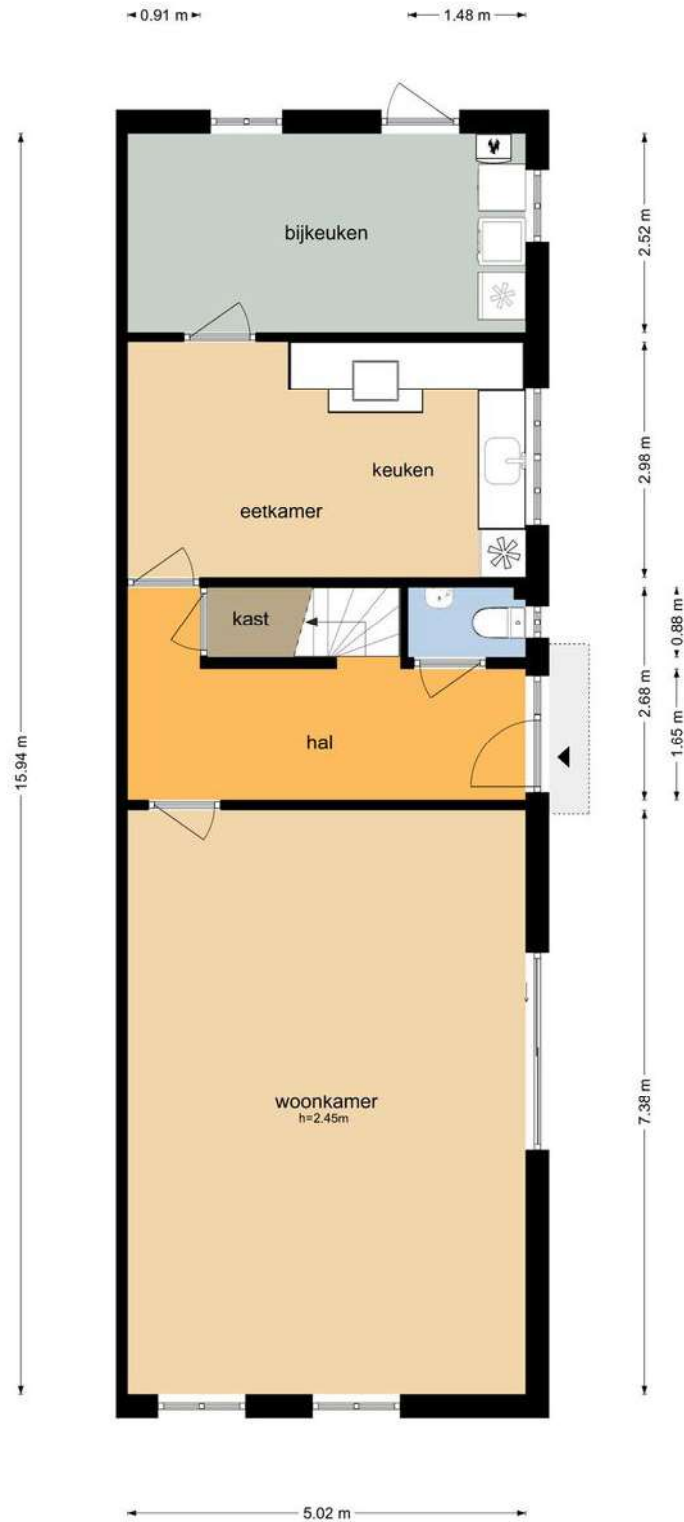 0.91 m
1.48 m
bijkeuken
2.52 m
keuken
2.98 m
eetkamer
kast
0.88 m
2.68 m
1.65 m
hal
15.94 m
woonkamer
h=2.45m
7.38 m
5.02 m